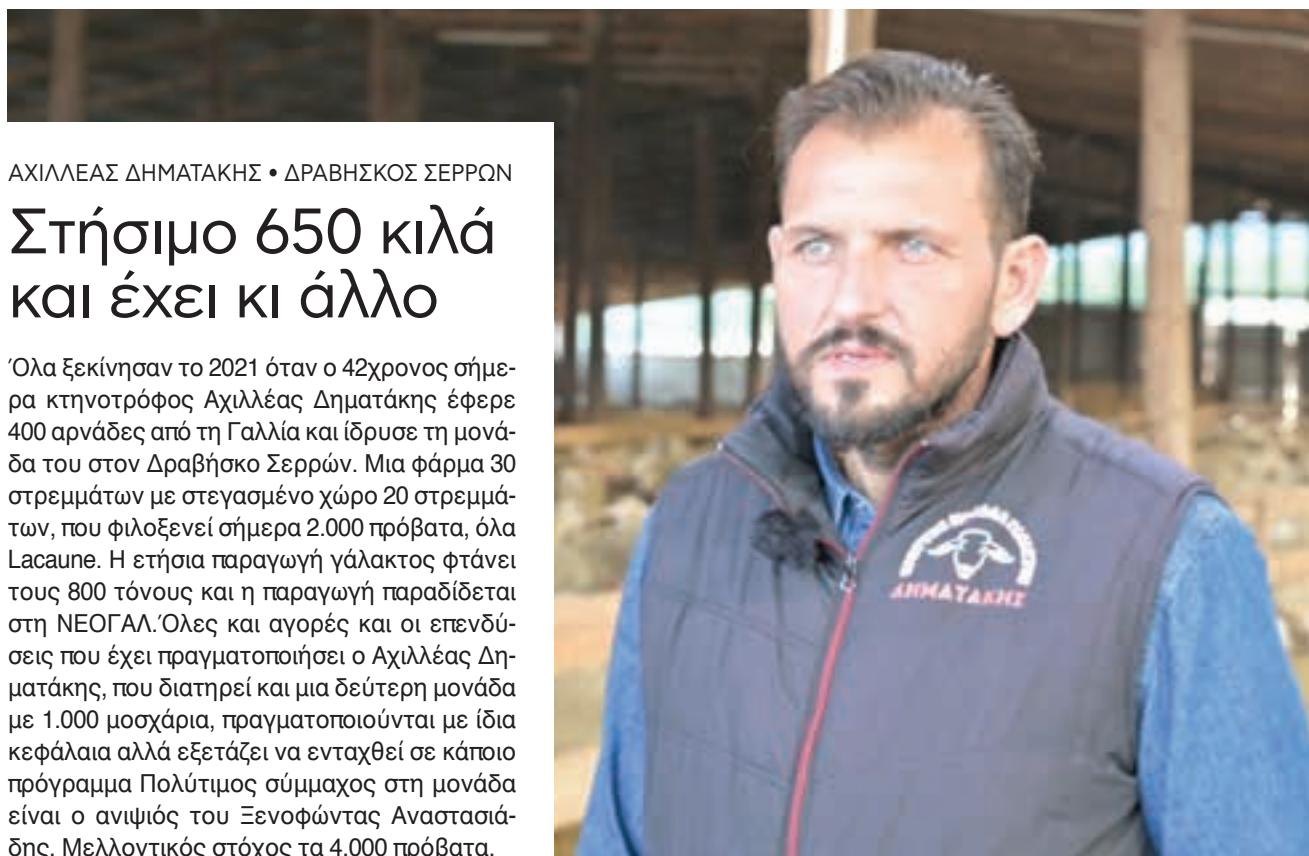 ΑΧΙΛΛΕΑΣ ΔΗΜΑΤΑΚΗΣ • ΔΡΑΒΗΣΚΟΣ ΣΕΡΡΩΝ
Στήσιμο 650 κιλά
και έχει κι άλλο
Όλα ξεκίνησαν το 2021 όταν ο 42χρονος σήμε-
ρα κτηνοτρόφος Αχιλλέας Δηματάκης έφερε
400 αρνάδες από τη Γαλλία και ίδρυσε τη μονά-
δα του στον Δραβήσκο Σερρών. Μια φάρμα 30
στρεμμάτων με στεγασμένο χώρο 20 στρεμμά-
των, που φιλοξενεί σήμερα 2.000 πρόβατα, όλα
Lacaune. Η ετήσια παραγωγή γάλακτος φτάνει
τους 800 τόνους και η παραγωγή παραδίδεται
στη ΝΕΟΓΑΛ.Όλες και αγορές και οι επενδύ-
σεις που έχει πραγματοποιήσει ο Αχιλλέας Δη-
ματάκης, που διατηρεί και μια δεύτερη μονάδα
με 1.000 μοσχάρια, πραγματοποιούνται με ίδια
κεφάλαια αλλά εξετάζει να ενταχθεί σε κάποιο
πρόγραμμα Πολύτιμος σύμμαχος στη μονάδα
είναι ο ανιψιός του Ξενοφώντας Αναστασιά-
δης. Μελλοντικός στόχος τα 4.000 πρόβατα.
ΔΗΜΑΤΑΚΗΣ